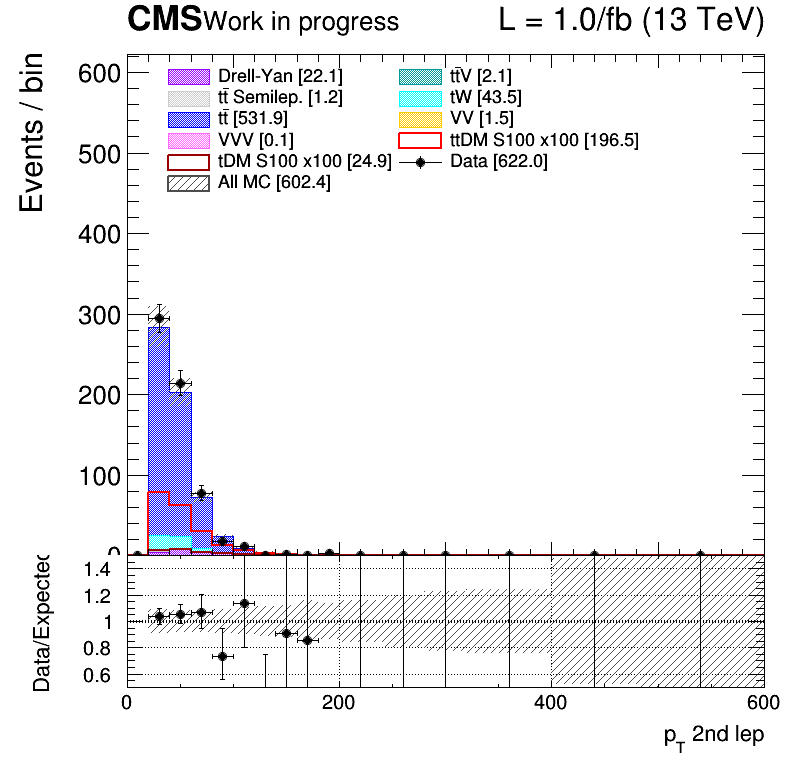 CMS Work in progress L = 1.0/fb (13 TeV)
Events / bin
600
500
400
300
200
100
0
Drell-Yan [22.1]
tt̄V [2.1]
tt̄ Semilep. [1.2]
tW [43.5]
tt̄ [531.9]
VV [1.5]
VVV [0.1]
ttDM S100 x100 [196.5]
tDM S100 x100 [24.9]
Data [622.0]
All MC [602.4]
Data/Expected
1.4
1.2
1
0.8
0.6
0 200 400 600
p_T 2nd lep